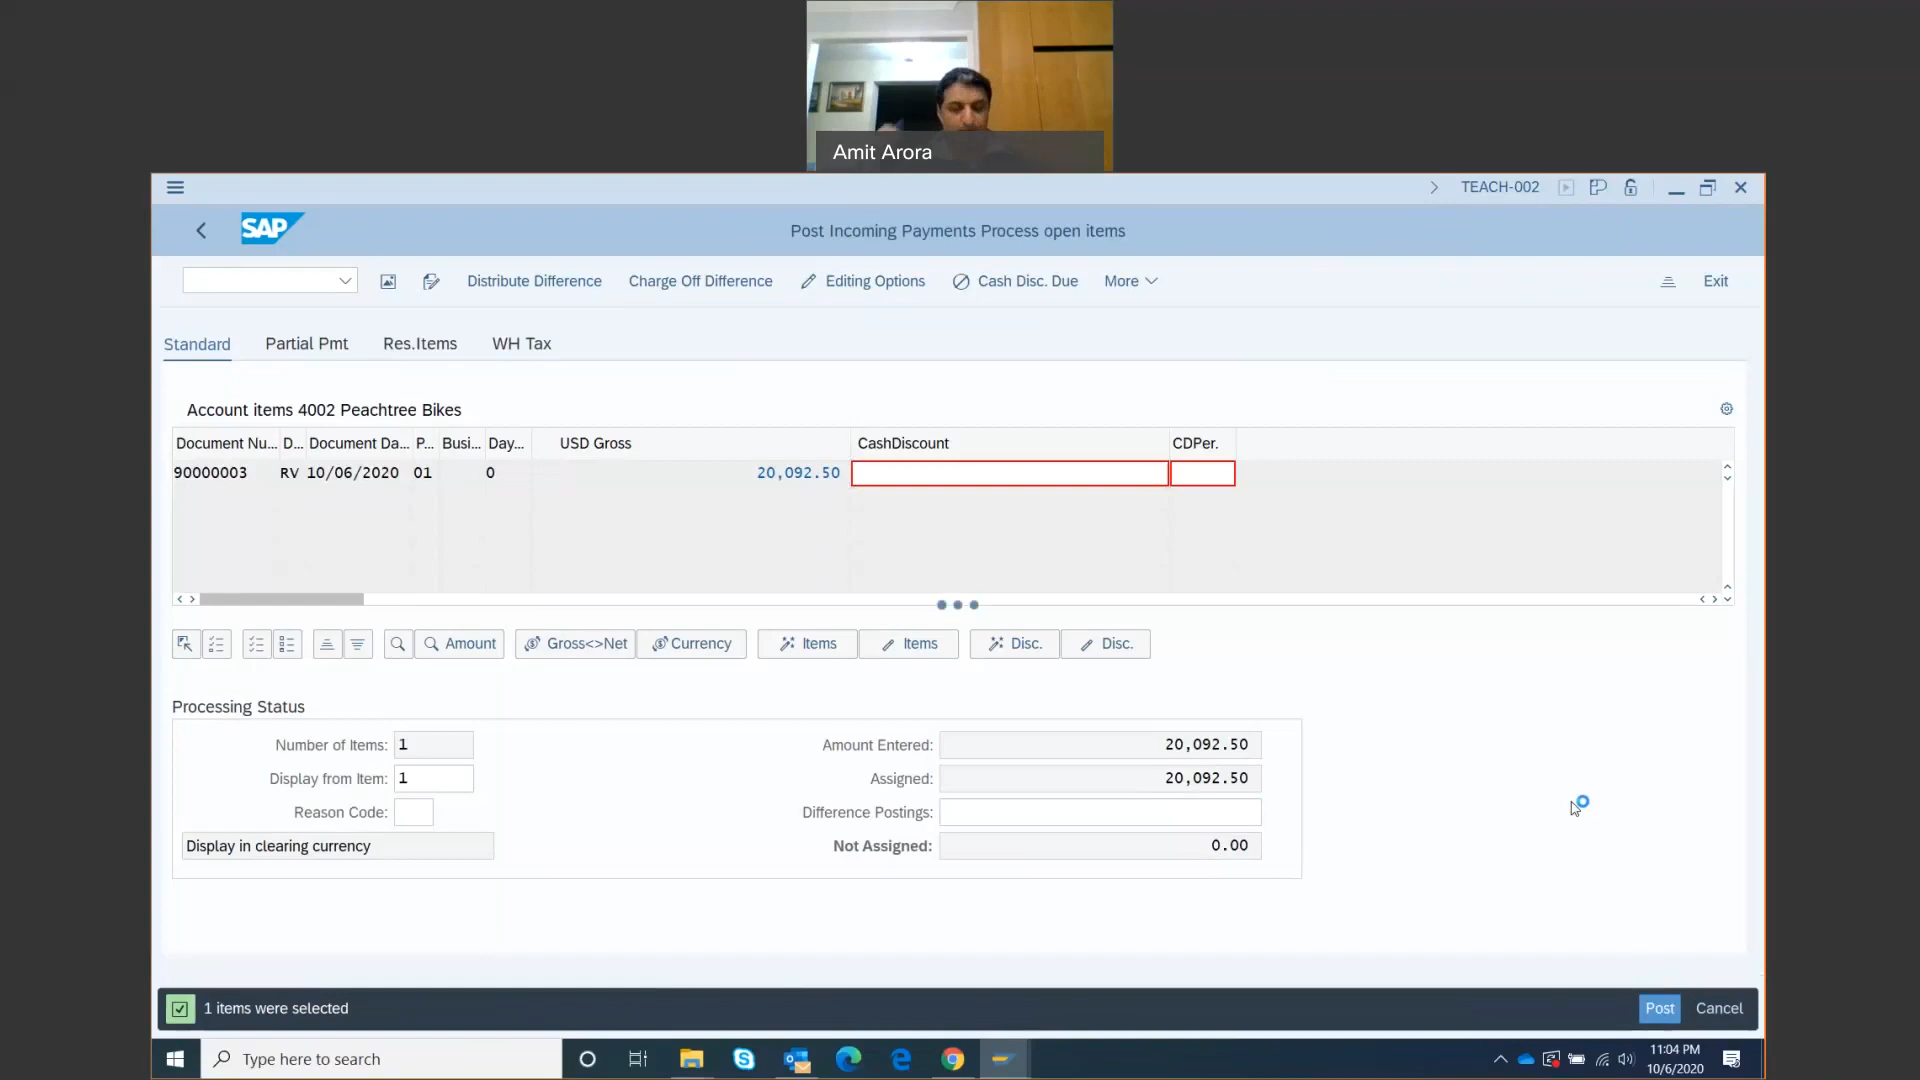 Amit Arora
TEACH-002
SAP
Post Incoming Payments Process open items
Distribute Difference Charge Off Difference Editing Options Cash Disc. Due More Exit
Standard Partial Pmt Res.Items WH Tax
Account items 4002 Peachtree Bikes
Document Nu... D... Document Da... P... Busi... Day... USD Gross CashDiscount CDPer.
90000003 RV 10/06/2020 01 0 20,092.50
Amount Gross<>Net Currency Items Items Disc. Disc.
Processing Status
Number of Items: 1 Amount Entered: 20,092.50
Display from Item: 1 Assigned: 20,092.50
Reason Code: Difference Postings:
Display in clearing currency Not Assigned: 0.00
1 items were selected Post Cancel
Type here to search
11:04 PM
10/6/2020